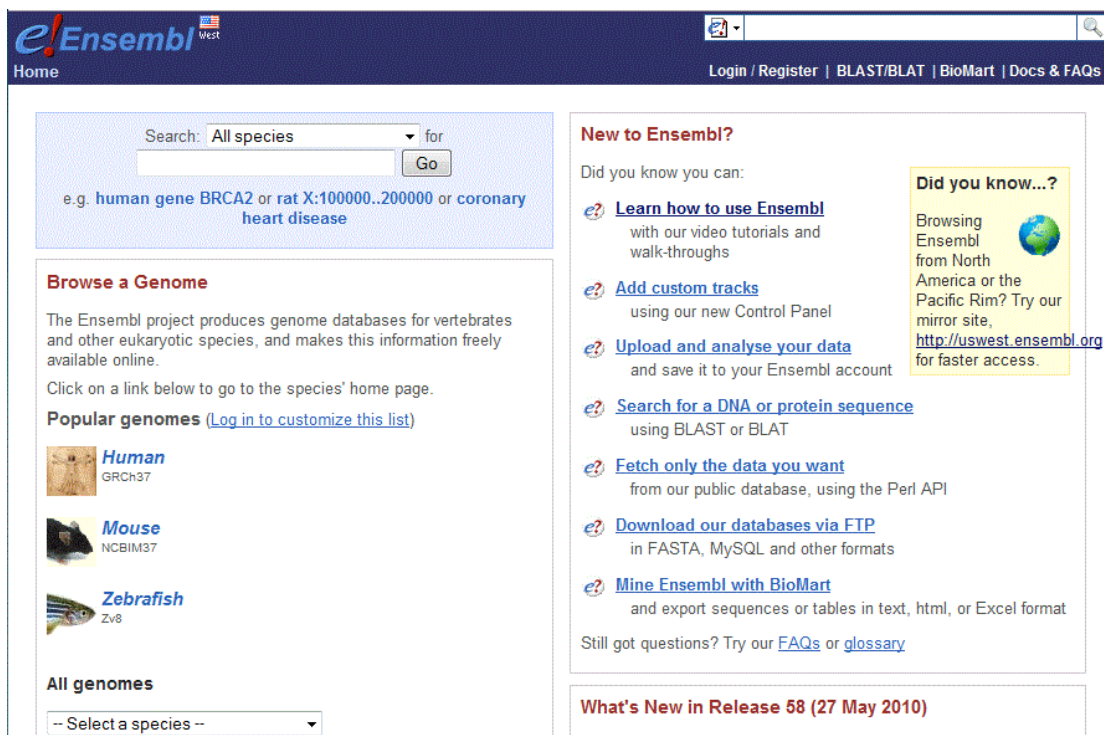 e!Ensembl West
Home
Login / Register | BLAST/BLAT | BioMart | Docs & FAQs
Search: All species for
Go
e.g. human gene BRCA2 or rat X:100000..200000 or coronary
heart disease
Browse a Genome
The Ensembl project produces genome databases for vertebrates
and other eukaryotic species, and makes this information freely
available online.
Click on a link below to go to the species' home page.
Popular genomes (Log in to customize this list)
Human
GRCh37
Mouse
NCBIM37
Zebrafish
Zv8
All genomes
-- Select a species --
New to Ensembl?
Did you know you can:
e? Learn how to use Ensembl
with our video tutorials and
walk-throughs
e? Add custom tracks
using our new Control Panel
e? Upload and analyse your data
and save it to your Ensembl account
e? Search for a DNA or protein sequence
using BLAST or BLAT
e? Fetch only the data you want
from our public database, using the Perl API
e? Download our databases via FTP
in FASTA, MySQL and other formats
e? Mine Ensembl with BioMart
and export sequences or tables in text, html, or Excel format
Still got questions? Try our FAQs or glossary
Did you know...?
Browsing
Ensembl
from North
America or the
Pacific Rim? Try our
mirror site,
http://uswest.ensembl.org
for faster access.
What's New in Release 58 (27 May 2010)